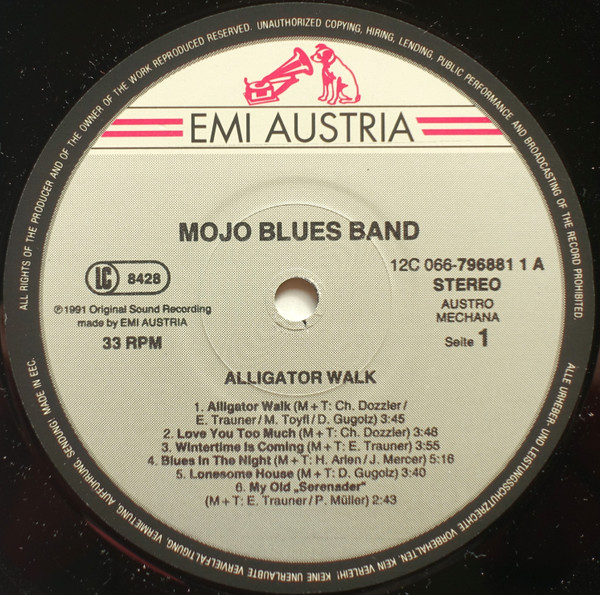 ALL RIGHTS OF THE PRODUCER AND OF THE OWNER OF THE WORK REPRODUCED RESERVED. UNAUTHORIZED COPYING, HIRING, LENDING, PUBLIC PERFORMANCE AND BROADCASTING OF THE RECORD PROHIBITED.
EMI AUSTRIA
MOJO BLUES BAND
LC 8428
12C 066-796881 1 A
STEREO
℗1991 Original Sound Recording
made by EMI AUSTRIA
AUSTRO
MECHANA
33 RPM
Seite 1
ALLIGATOR WALK
1. Alligator Walk (M + T: Ch. Dozzler /
E. Trauner / M. Toyfl / D. Gugolz) 3:45
2. Love You Too Much (M + T: Ch. Dozzler) 3:48
3. Wintertime Is Coming (M + T: E. Trauner) 3:55
4. Blues In The Night (M + T: H. Arlen / J. Mercer) 5:16
5. Lonesome House (M + T: D. Gugolz) 3:40
6. My Old „Serenader“
(M + T: E. Trauner / P. Müller) 2:43
ALLE URHEBER- UND LEISTUNGSSCHUTZRECHTE VORBEHALTEN. KEIN VERLEIH! KEINE UNERLAUBTE VERVIELFÄLTIGUNG, VERMIETUNG, AUFFÜHRUNG, SENDUNG! MADE IN EEC.